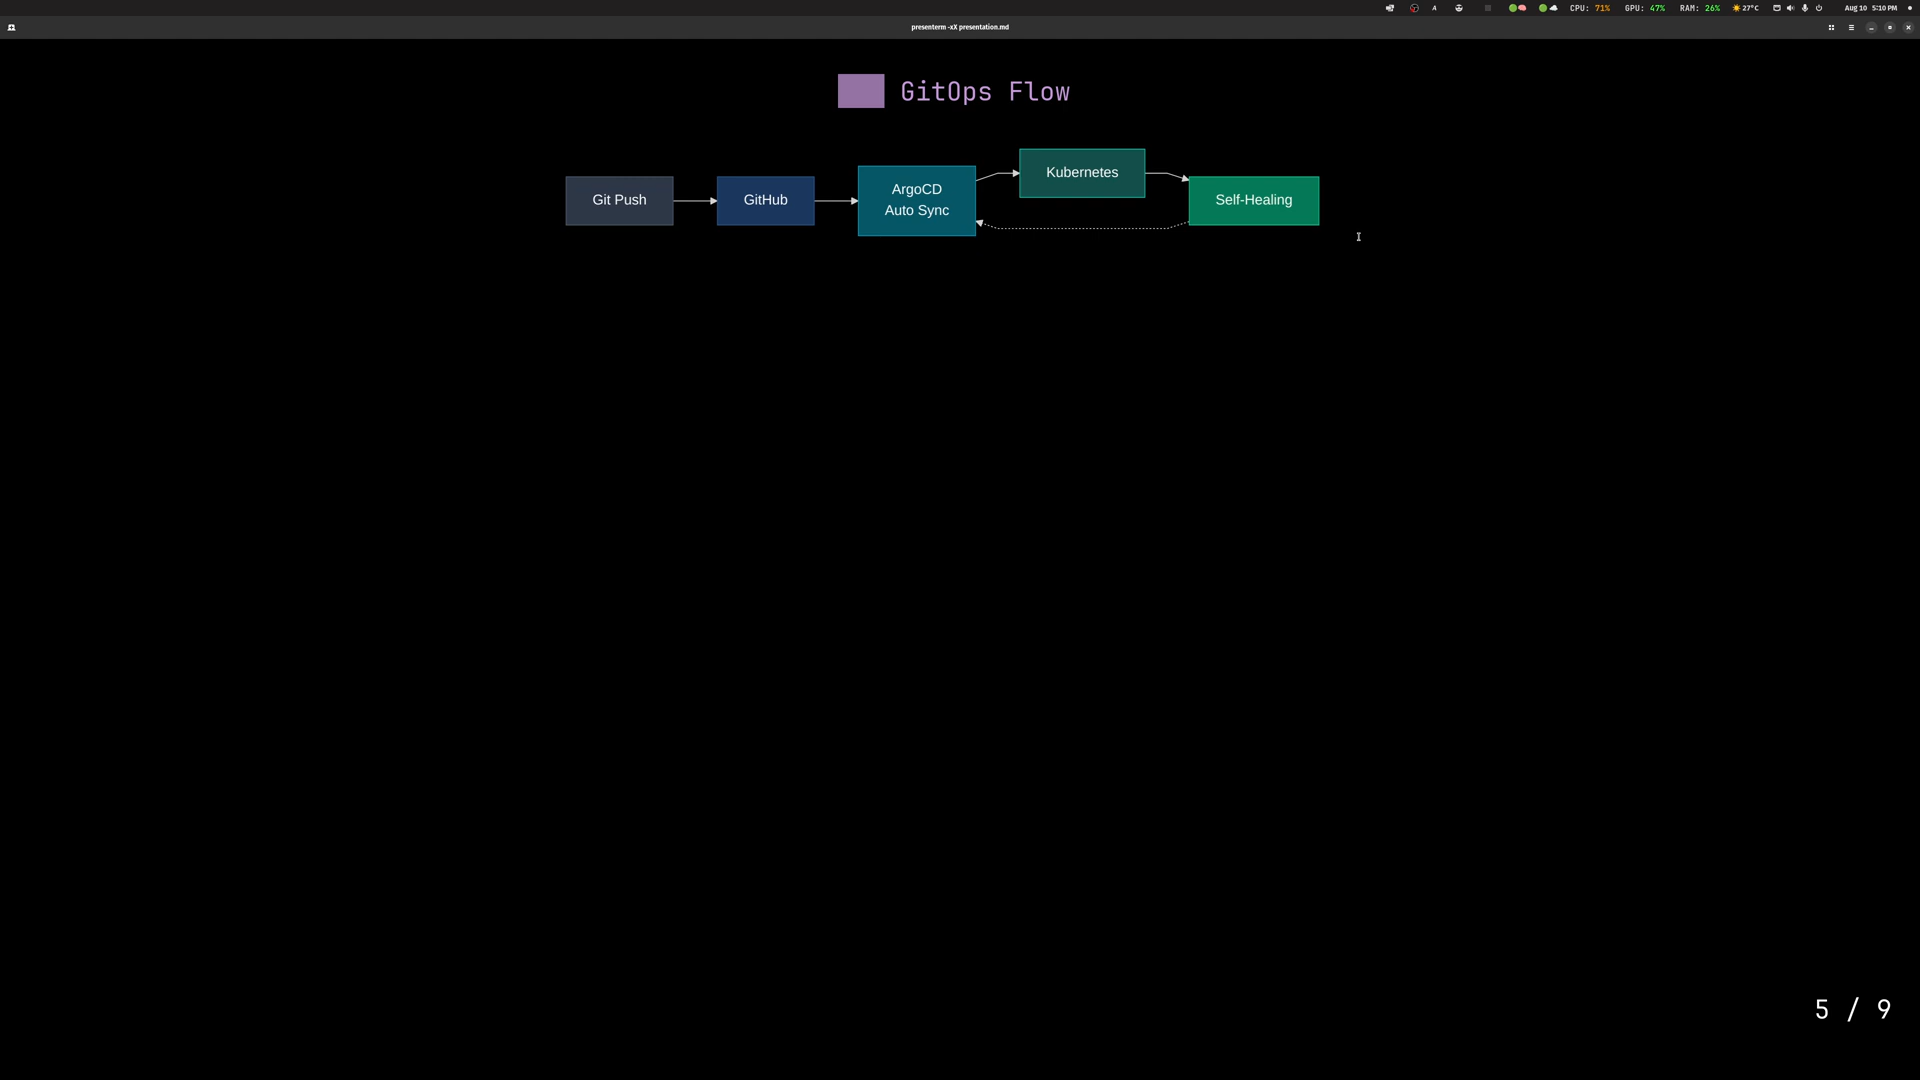 CPU: 71% GPU: 47% RAM: 26% 27°C Aug 10 5:10 PM
presenterm -xX presentation.md
GitOps Flow
Git Push
GitHub
ArgoCD
Auto Sync
Kubernetes
Self-Healing
5 / 9